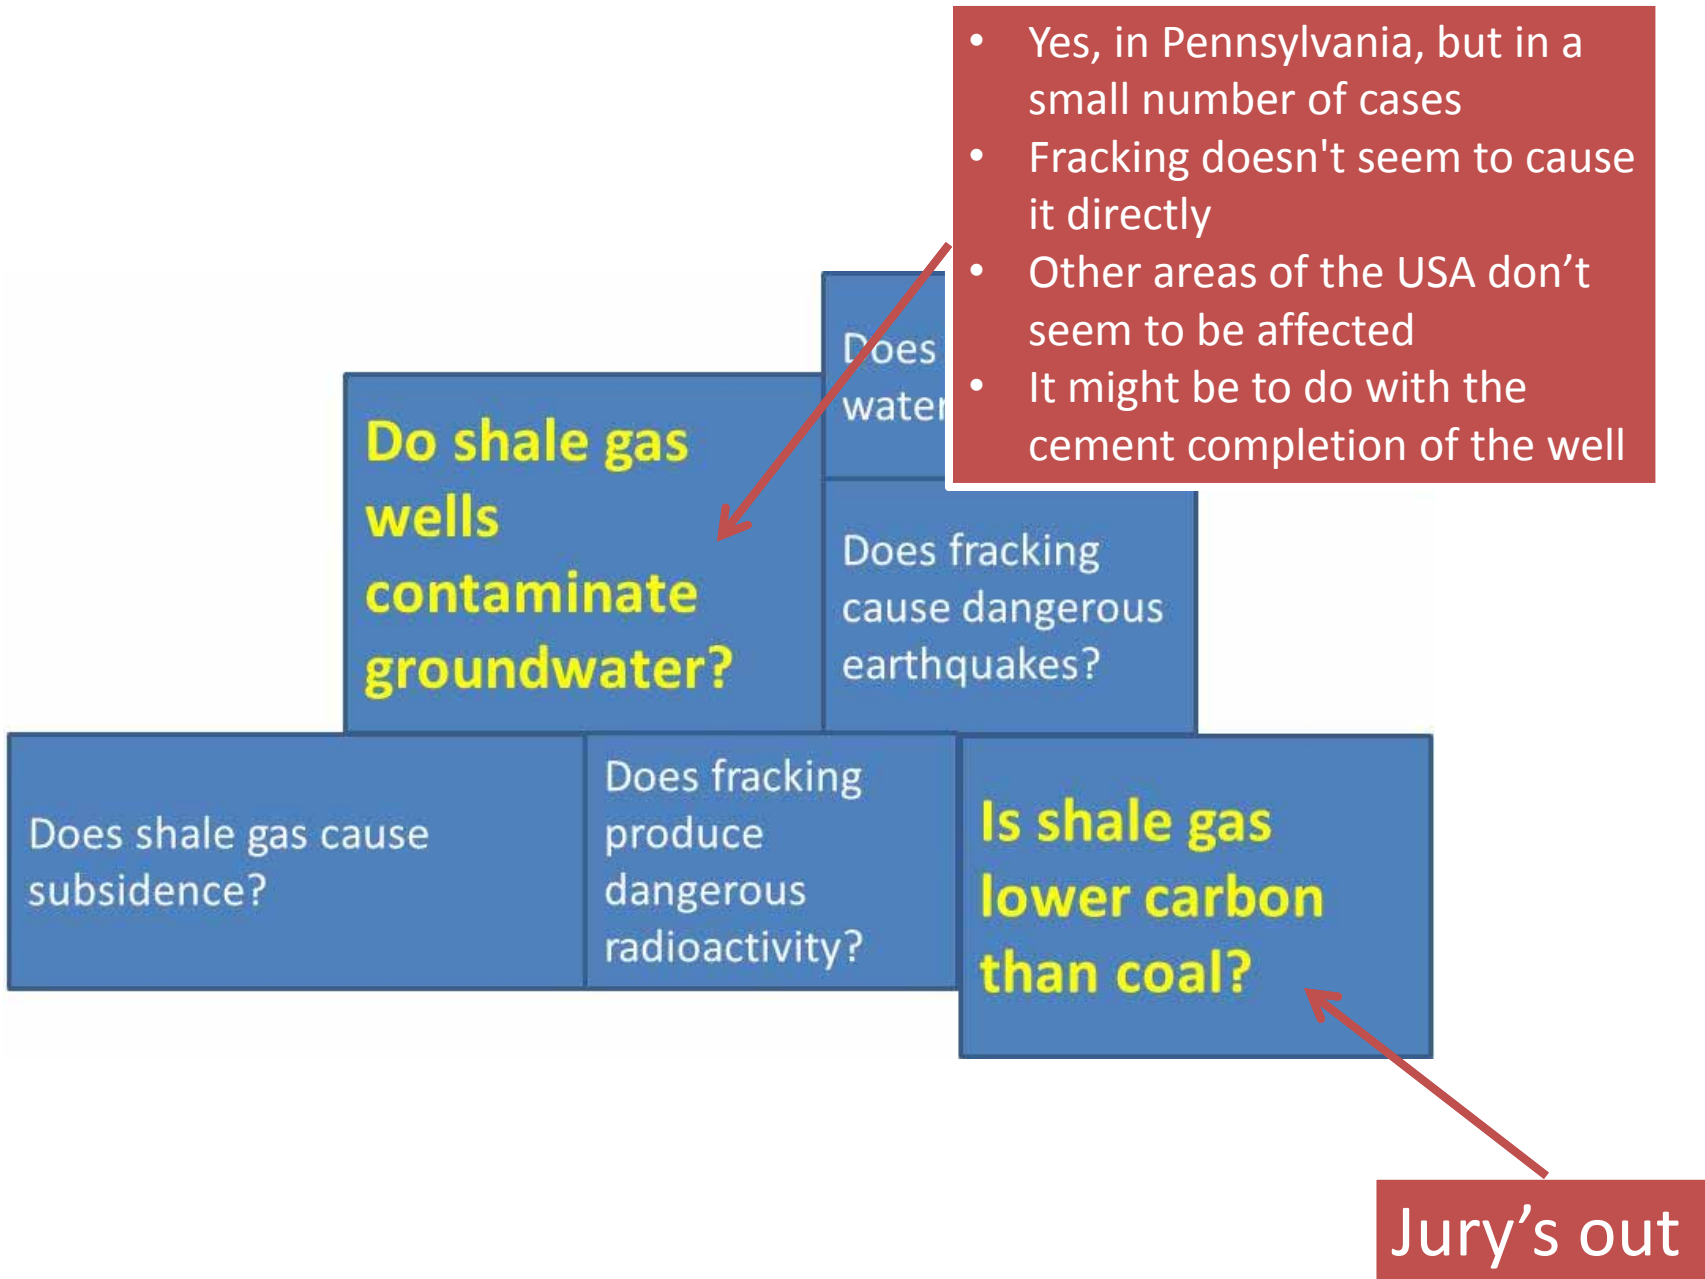 • Yes, in Pennsylvania, but in a
small number of cases
• Fracking doesn't seem to cause
it directly
• Other areas of the USA don’t
seem to be affected
• It might be to do with the
cement completion of the well
Does
water
Do shale gas
wells
contaminate
groundwater?
Does fracking
cause dangerous
earthquakes?
Does shale gas cause
subsidence?
Does fracking
produce
dangerous
radioactivity?
Is shale gas
lower carbon
than coal?
Jury’s out